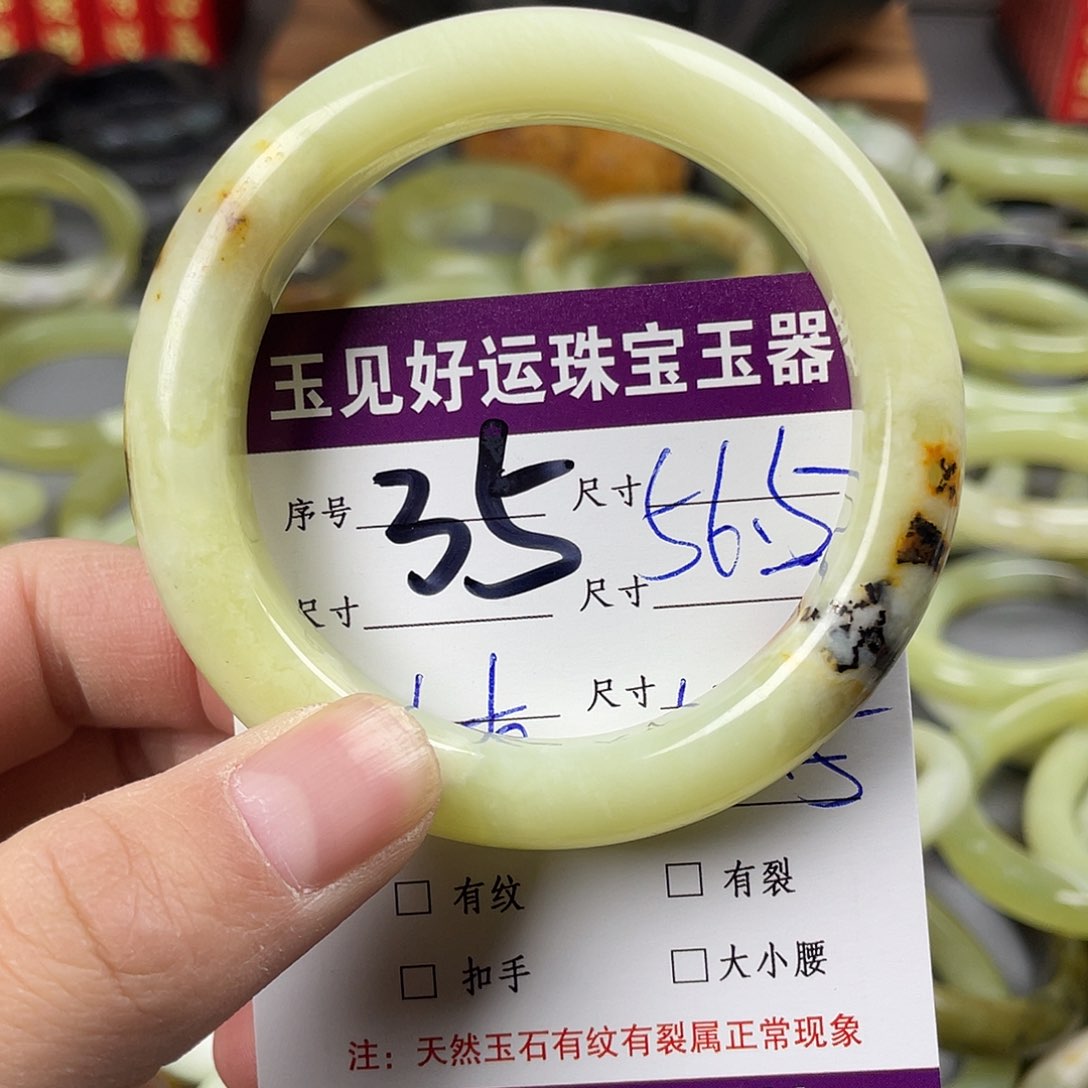 玉见好运珠宝玉器
序号 35 尺寸 56.5
尺寸 尺寸
尺寸
□ 有纹 □ 有裂
□ 扣手 □ 大小腰
注：天然玉石有纹有裂属正常现象